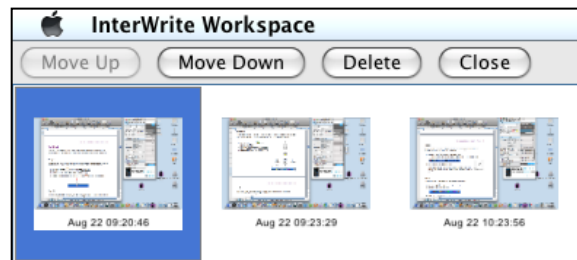 InterWrite Workspace
Move Up Move Down Delete Close
Aug 22 09:20:46 Aug 22 09:23:29 Aug 22 10:23:56